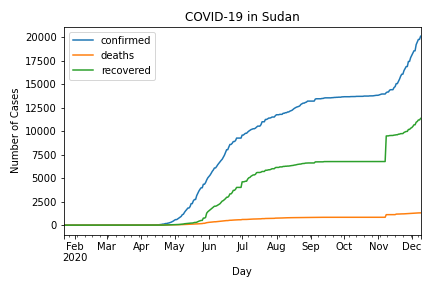 COVID-19 in Sudan
confirmed
deaths
recovered
Number of Cases
20000
17500
15000
12500
10000
7500
5000
2500
0
Feb Mar Apr May Jun Jul Aug Sep Oct Nov Dec
2020
Day